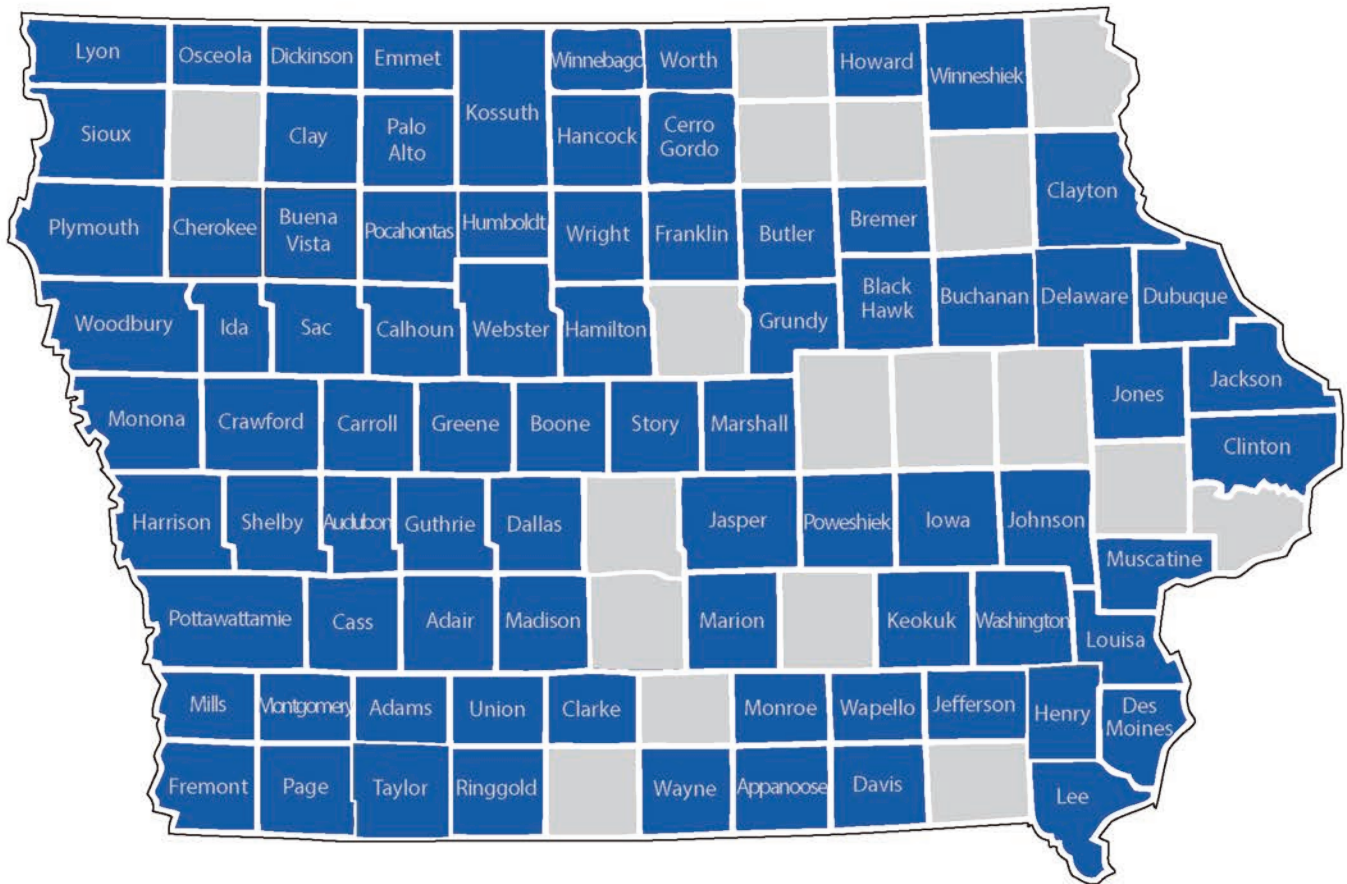 Lyon
Osceola
Dickinson
Emmet
Kossuth
Winnebago
Worth
Howard
Winneshiek
Sioux
Clay
Palo
Alto
Hancock
Cerro
Gordo
Clayton
Plymouth
Cherokee
Buena
Vista
Pocahontas
Humboldt
Wright
Franklin
Butler
Bremer
Woodbury
Ida
Sac
Calhoun
Webster
Hamilton
Grundy
Black
Hawk
Buchanan
Delaware
Dubuque
Monona
Crawford
Carroll
Greene
Boone
Story
Marshall
Jones
Jackson
Clinton
Harrison
Shelby
Audubon
Guthrie
Dallas
Jasper
Poweshiek
Iowa
Johnson
Muscatine
Pottawattamie
Cass
Adair
Madison
Marion
Keokuk
Washington
Louisa
Mills
Montgomery
Adams
Union
Clarke
Monroe
Wapello
Jefferson
Henry
Des
Moines
Fremont
Page
Taylor
Ringgold
Wayne
Appanoose
Davis
Lee